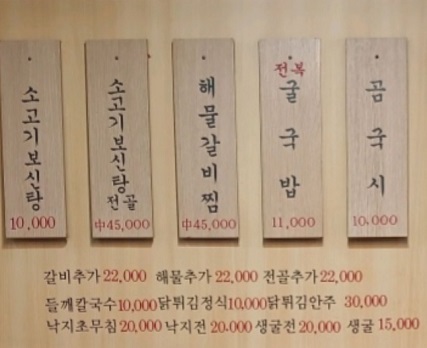 소고기보신탕
10,000
소고기보신탕
전골
中45,000
해물갈비찜
中45,000
전복
굴국밥
11,000
곰국시
10,000
갈비추가 22,000 해물추가 22,000 전골추가 22,000
들깨칼국수 10,000 닭튀김정식 10,000 닭튀김안주 30,000
낙지초무침 20,000 낙지전 20,000 생굴전 20,000 생굴 15,000